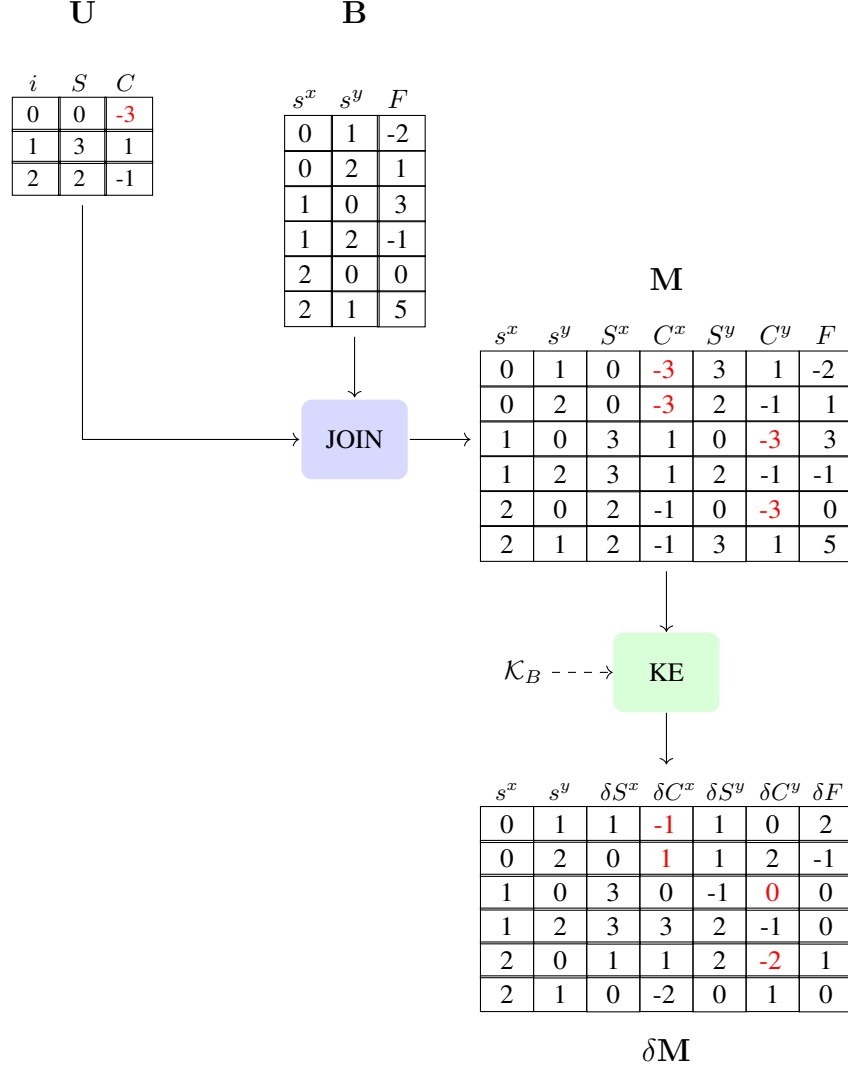 U B
i S C
0 0 -3
1 3 1
2 2 -1
s^x s^y F
0 1 -2
0 2 1
1 0 3
1 2 -1
2 0 0
2 1 5
JOIN
M
s^x s^y S^x C^x S^y C^y F
0 1 0 -3 3 1 -2
0 2 0 -3 2 -1 1
1 0 3 1 0 -3 3
1 2 3 1 2 -1 -1
2 0 2 -1 0 -3 0
2 1 2 -1 3 1 5
𝒦_B KE
s^x s^y δS^x δC^x δS^y δC^y δF
0 1 1 -1 1 0 2
0 2 0 1 1 2 -1
1 0 3 0 -1 0 0
1 2 3 3 2 -1 0
2 0 1 1 2 -2 1
2 1 0 -2 0 1 0
δM